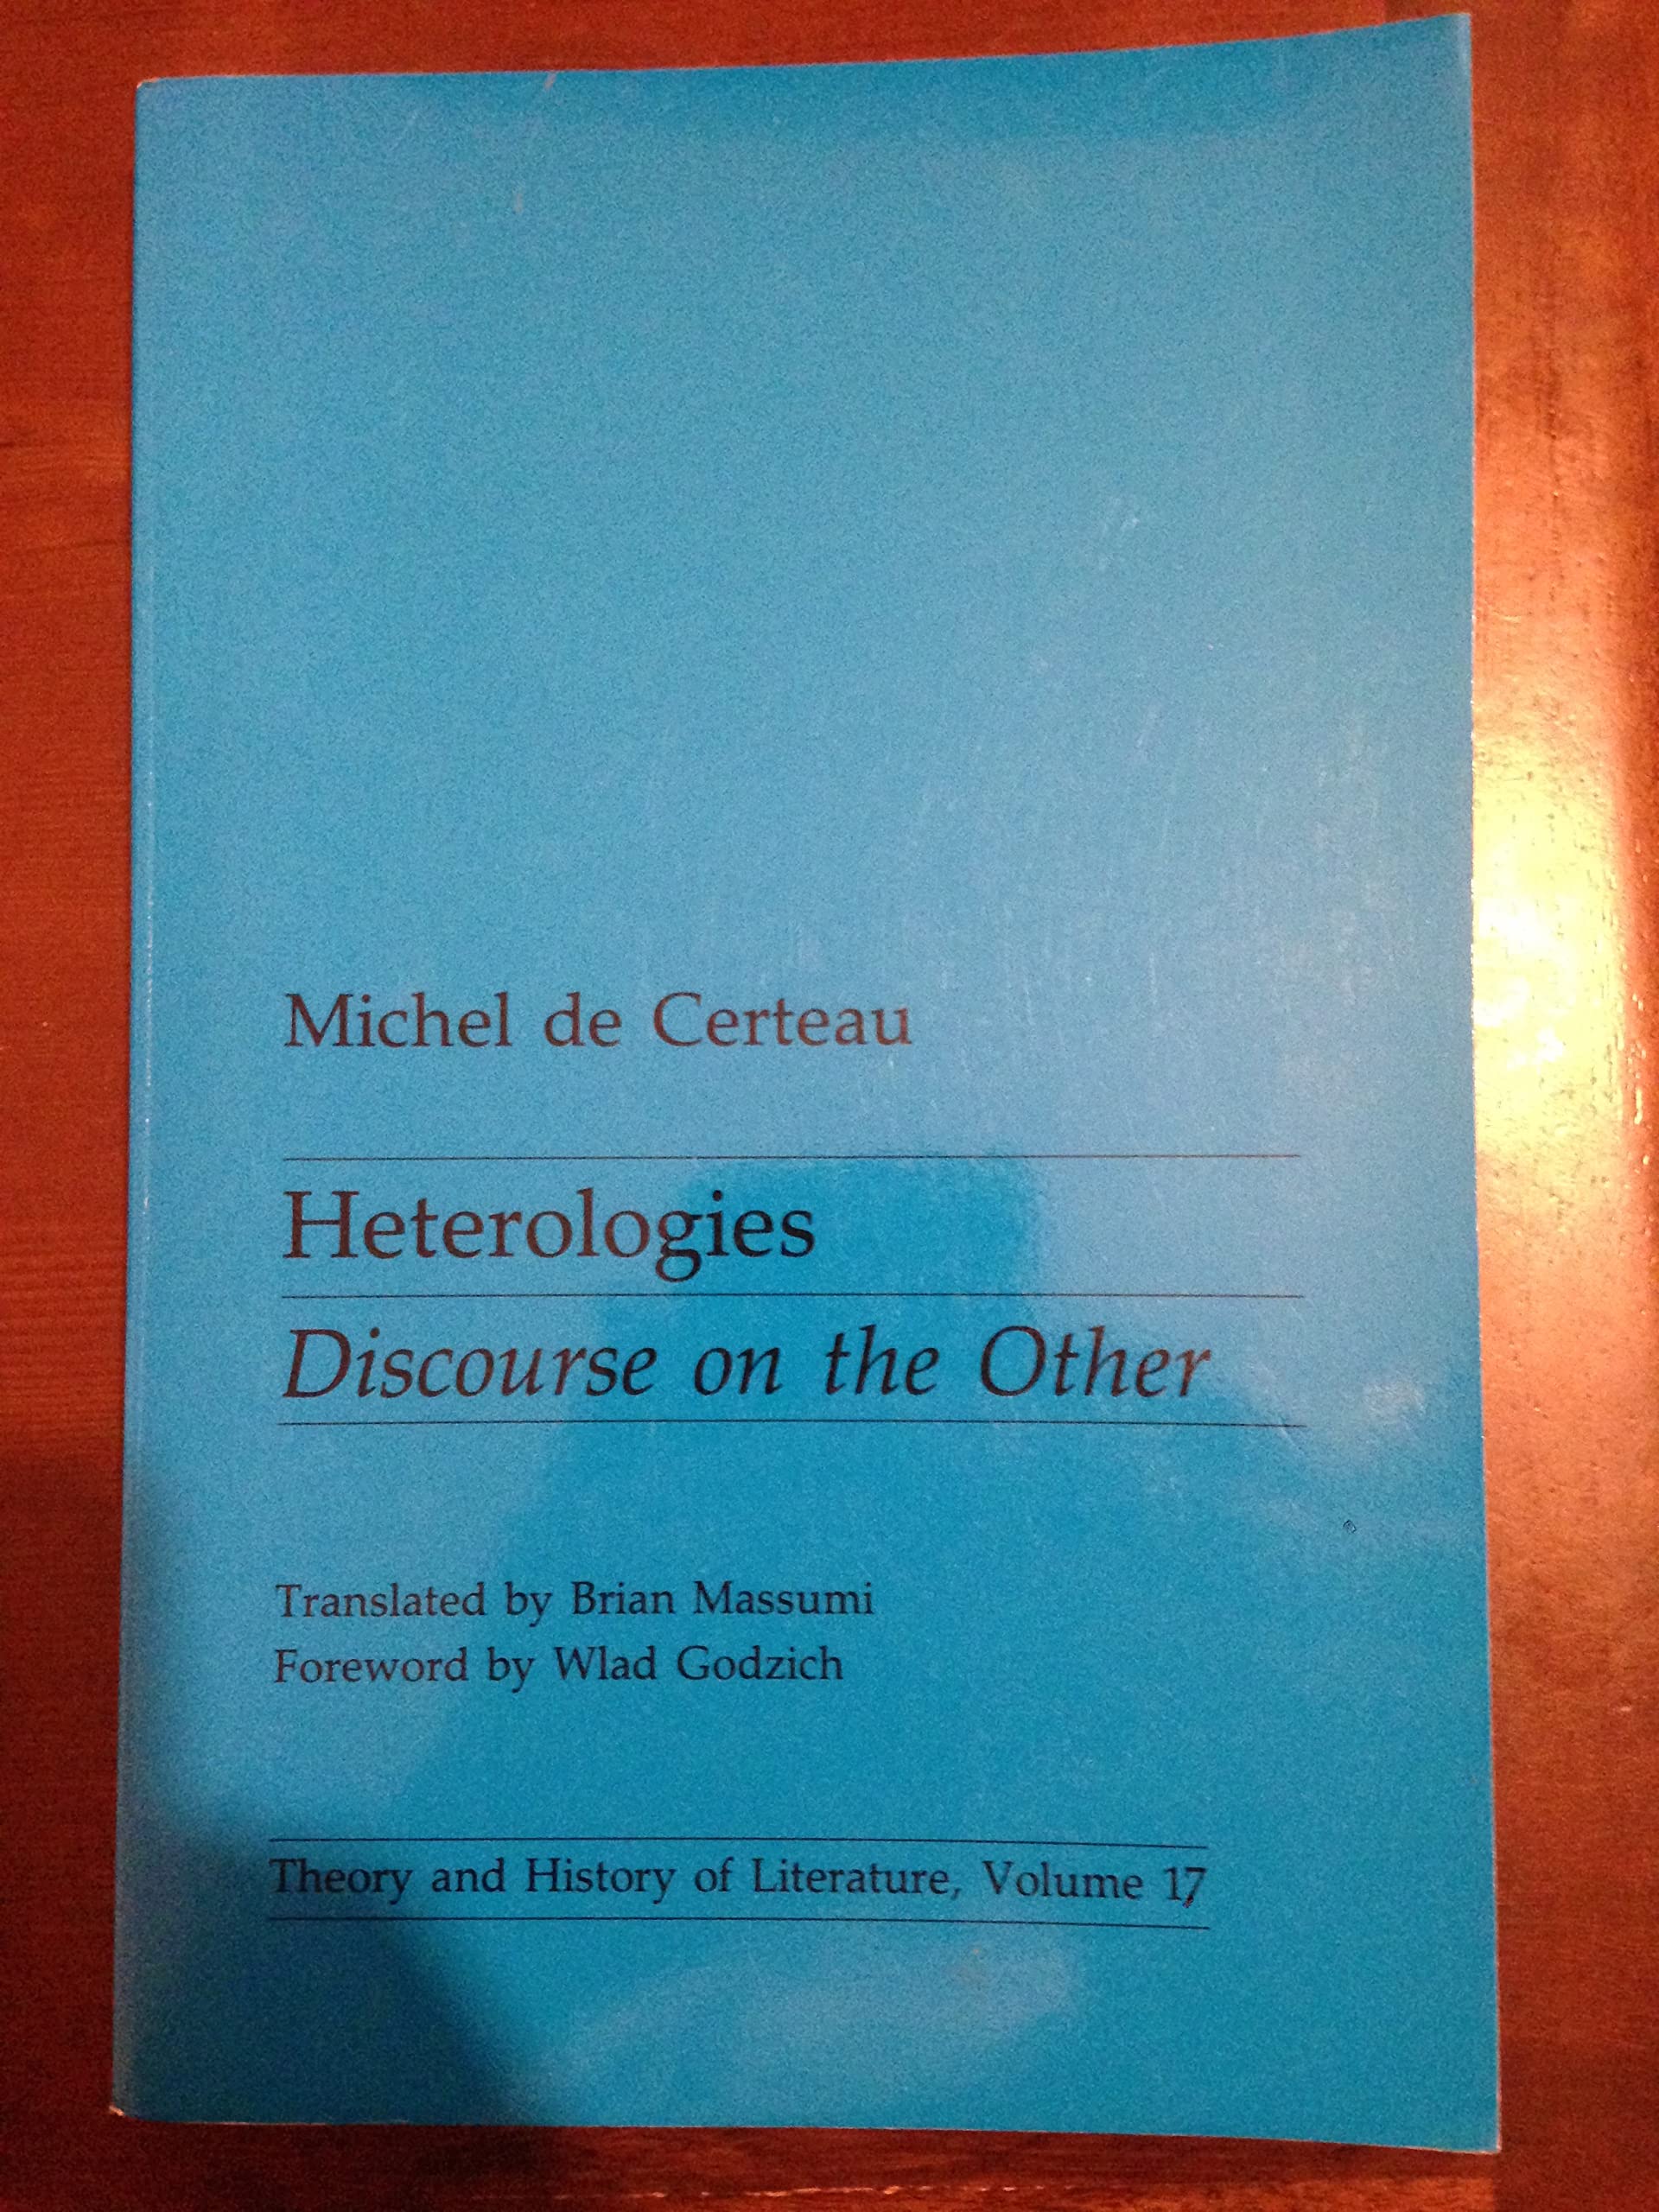 Michel de Certeau
Heterologies
Discourse on the Other
Translated by Brian Massumi
Foreword by Wlad Godzich
Theory and History of Literature, Volume 17